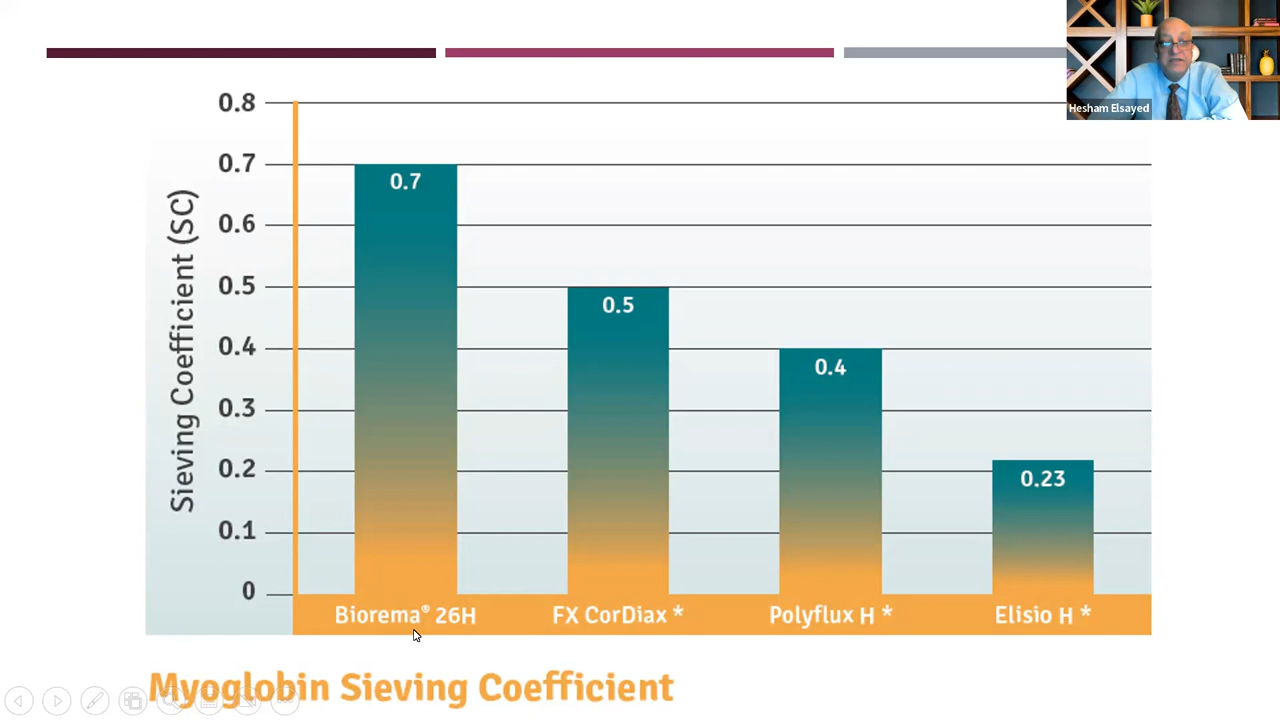 Hesham Elsayed
0.8
0.7
0.6
0.5
0.4
0.3
0.2
0.1
0
Sieving Coefficient (SC)
0.7
0.5
0.4
0.23
Biorema® 26H
FX CorDiax *
Polyflux H *
Elisio H *
Myoglobin Sieving Coefficient